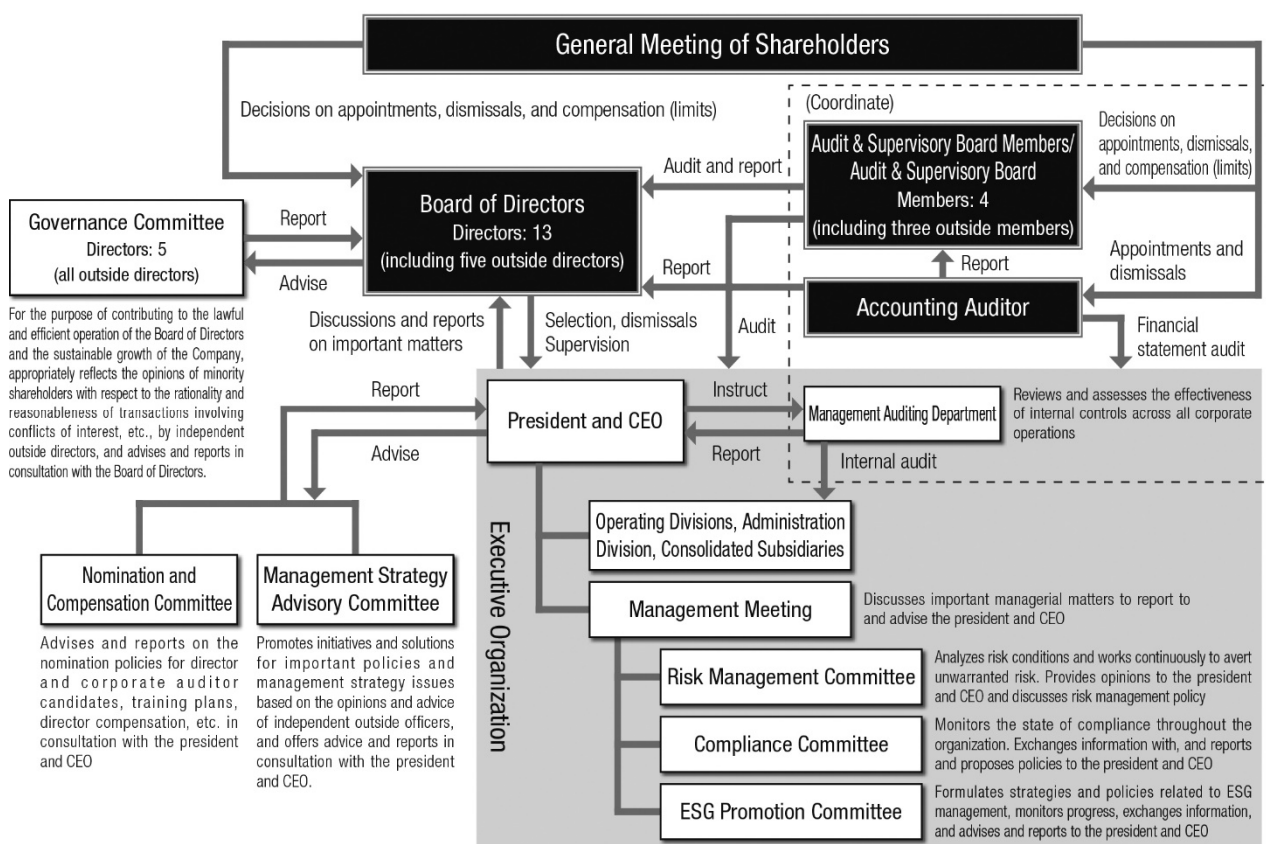 General Meeting of Shareholders
Decisions on appointments, dismissals, and compensation (limits)
(Coordinate)
Audit & Supervisory Board Members/
Audit & Supervisory Board
Members: 4
(including three outside members)
Decisions on
appointments, dismissals,
and compensation (limits)
Audit and report
Board of Directors
Directors: 13
(including five outside directors)
Governance Committee
Directors: 5
(all outside directors)
Report
Advise
Report
Report
Appointments and
dismissals
Accounting Auditor
For the purpose of contributing to the lawful
and efficient operation of the Board of Directors
and the sustainable growth of the Company,
appropriately reflects the opinions of minority
shareholders with respect to the rationality and
reasonableness of transactions involving
conflicts of interest, etc., by independent
outside directors, and advises and reports in
consultation with the Board of Directors.
Discussions and reports
on important matters
Selection, dismissals
Supervision
Audit
Financial
statement audit
Report
Advise
President and CEO
Instruct
Report
Management Auditing Department
Reviews and assesses the effectiveness
of internal controls across all corporate
operations
Internal audit
Executive Organization
Operating Divisions, Administration
Division, Consolidated Subsidiaries
Nomination and
Compensation Committee
Advises and reports on the
nomination policies for director
and corporate auditor
candidates, training plans,
director compensation, etc. in
consultation with the president
and CEO
Management Strategy
Advisory Committee
Promotes initiatives and solutions
for important policies and
management strategy issues
based on the opinions and advice
of independent outside officers,
and offers advice and reports in
consultation with the president
and CEO.
Management Meeting
Discusses important managerial matters to report to
and advise the president and CEO
Risk Management Committee
Analyzes risk conditions and works continuously to avert
unwarranted risk. Provides opinions to the president
and CEO and discusses risk management policy
Compliance Committee
Monitors the state of compliance throughout the
organization. Exchanges information with, and reports
and proposes policies to the president and CEO
ESG Promotion Committee
Formulates strategies and policies related to ESG
management, monitors progress, exchanges information,
and advises and reports to the president and CEO